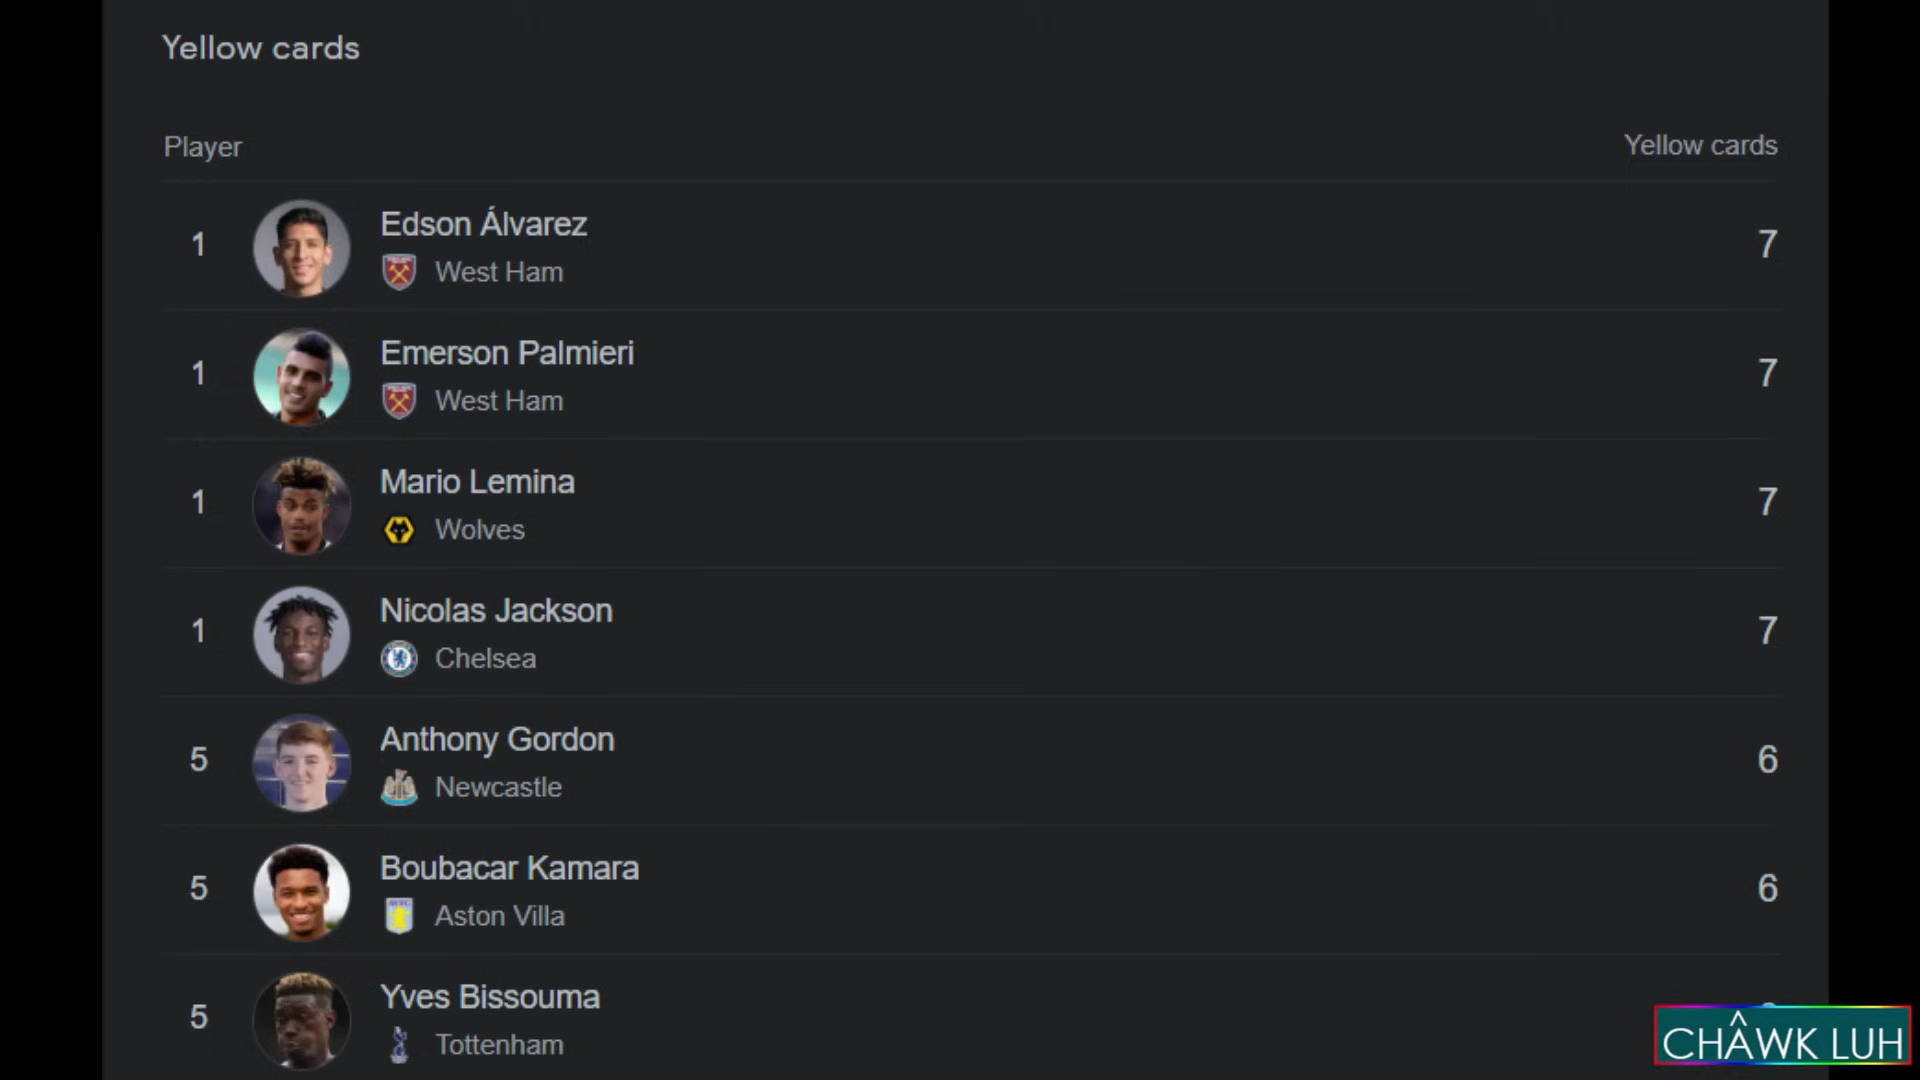 Yellow cards
Player Yellow cards
1 Edson Álvarez 7
West Ham
1 Emerson Palmieri 7
West Ham
1 Mario Lemina 7
Wolves
1 Nicolas Jackson 7
Chelsea
5 Anthony Gordon 6
Newcastle
5 Boubacar Kamara 6
Aston Villa
5 Yves Bissouma
Tottenham
CHÂWK LUH